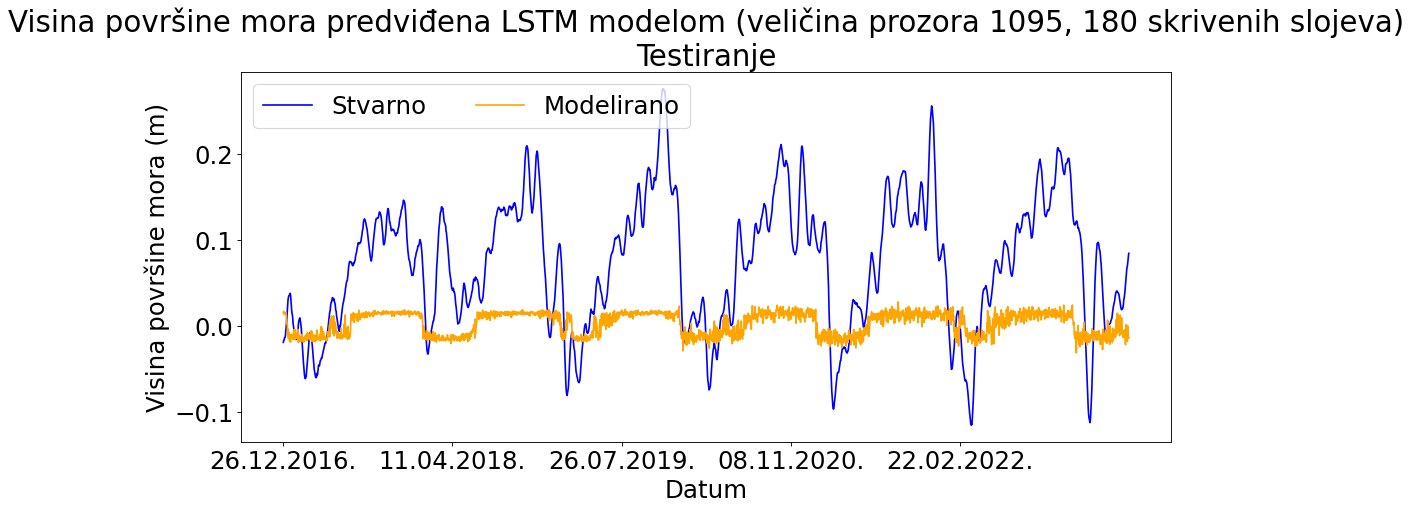 Visina površine mora predviđena LSTM modelom (veličina prozora 1095, 180 skrivenih slojeva)
Testiranje
Stvarno Modelirano
Visina površine mora (m)
0.2
0.1
0.0
−0.1
26.12.2016. 11.04.2018. 26.07.2019. 08.11.2020. 22.02.2022.
Datum